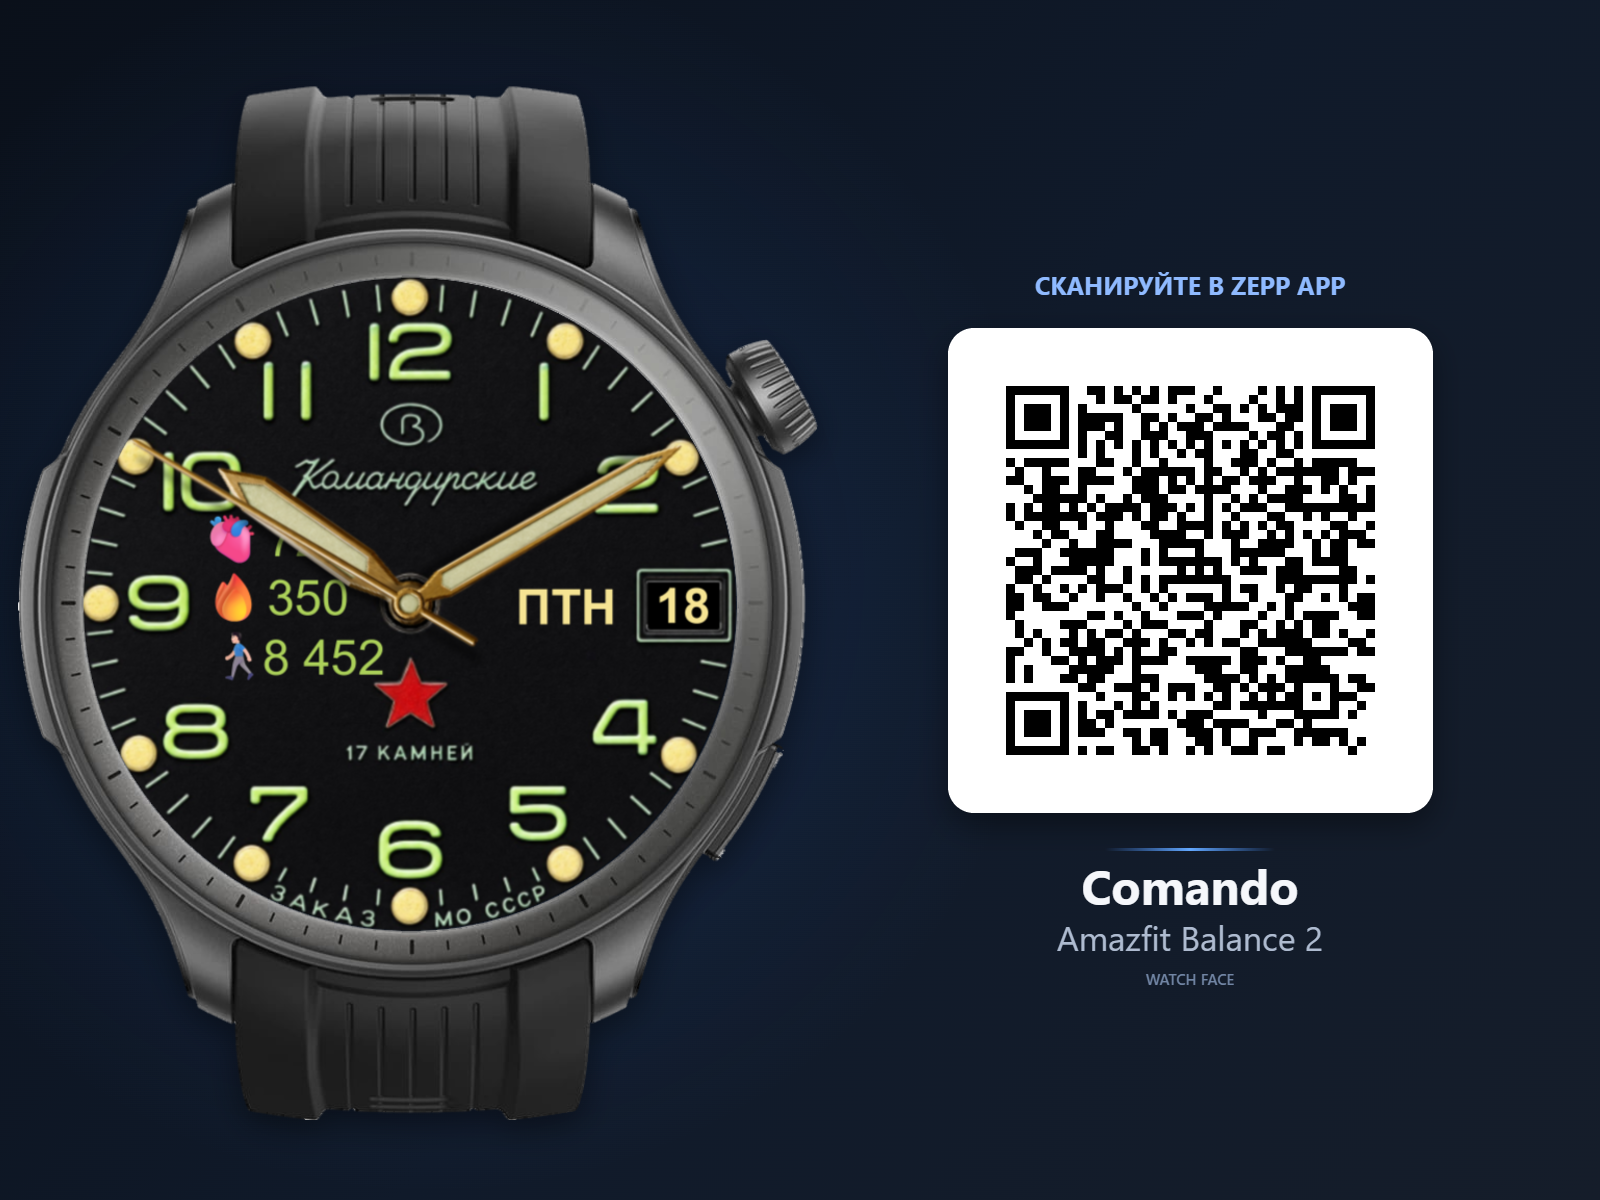 12
11
1
В
10
Командирские
2
9
350
ПТН
18
8 452
8
4
17 КАМНЕЙ
7
5
6
ЗАКАЗ МО СССР
СКАНИРУЙТЕ В ZEPP APP
Comando
Amazfit Balance 2
WATCH FACE